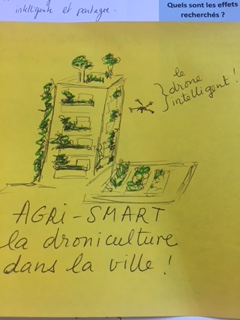 intelligente et partagée.
Quels sont les effets
recherchés ?
le
drone
intelligent !
AGRI-SMART
la droniculture
dans la ville !